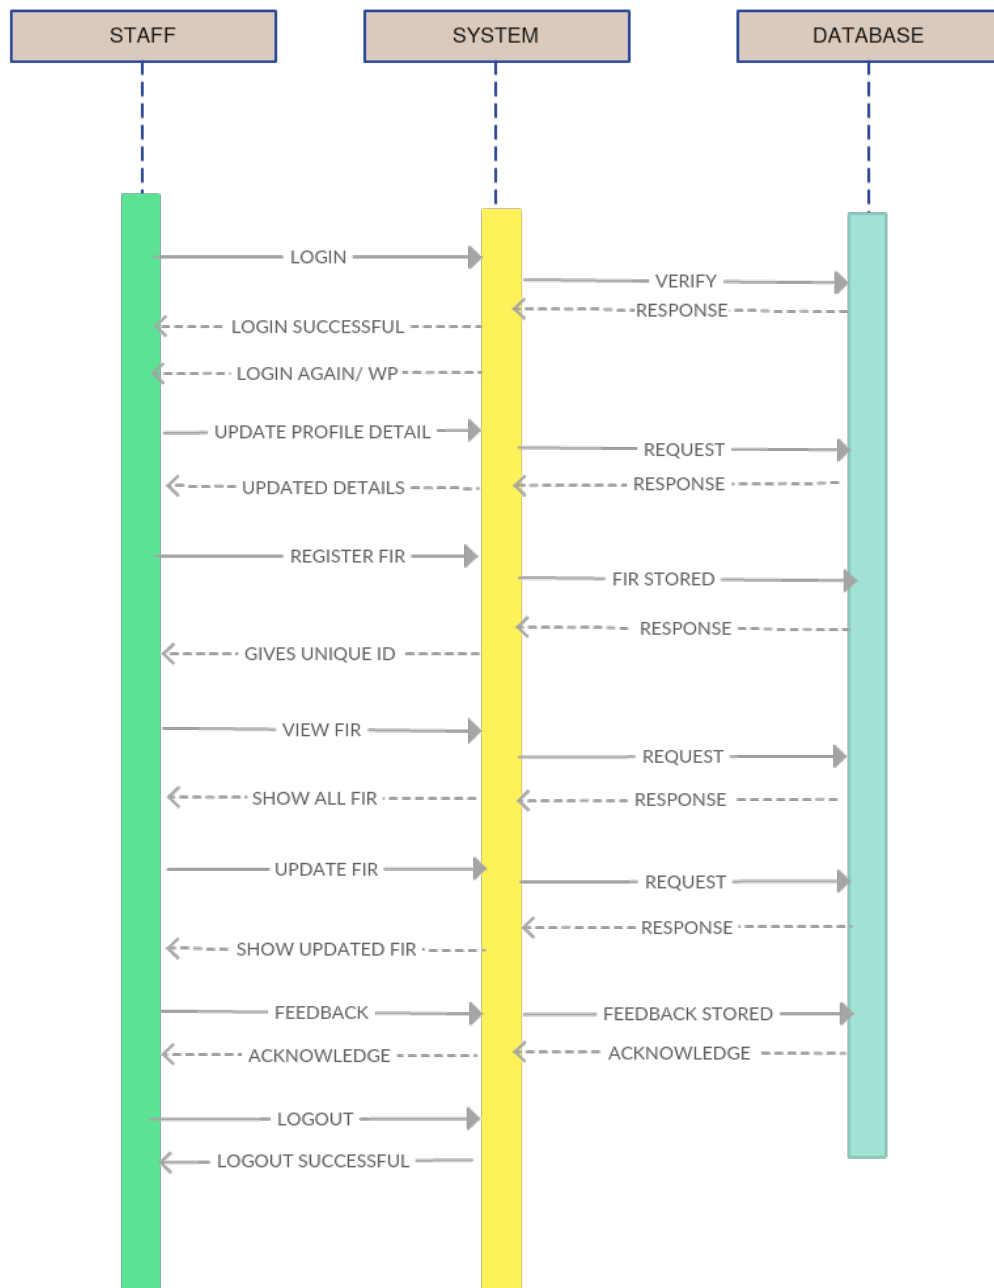 STAFF
SYSTEM
DATABASE
LOGIN
VERIFY
RESPONSE
LOGIN SUCCESSFUL
LOGIN AGAIN/ WP
UPDATE PROFILE DETAIL
REQUEST
RESPONSE
UPDATED DETAILS
REGISTER FIR
FIR STORED
RESPONSE
GIVES UNIQUE ID
VIEW FIR
REQUEST
SHOW ALL FIR
RESPONSE
UPDATE FIR
REQUEST
RESPONSE
SHOW UPDATED FIR
FEEDBACK
FEEDBACK STORED
ACKNOWLEDGE
ACKNOWLEDGE
LOGOUT
LOGOUT SUCCESSFUL